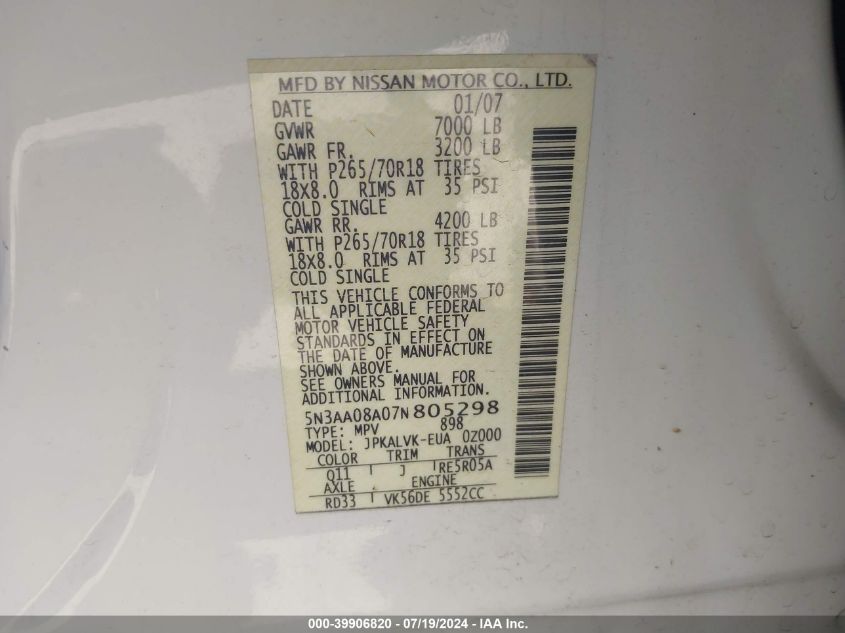 MFD BY NISSAN MOTOR CO., LTD.
DATE 01/07
GVWR 7000 LB
GAWR FR. 3200 LB
WITH P265/70R18 TIRES
18X8.0 RIMS AT 35 PSI
COLD SINGLE
GAWR RR. 4200 LB
WITH P265/70R18 TIRES
18X8.0 RIMS AT 35 PSI
COLD SINGLE
THIS VEHICLE CONFORMS TO
ALL APPLICABLE FEDERAL
MOTOR VEHICLE SAFETY
STANDARDS IN EFFECT ON
THE DATE OF MANUFACTURE
SHOWN ABOVE.
SEE OWNERS MANUAL FOR
ADDITIONAL INFORMATION.
5N3AA08A07N805298
TYPE: MPV 898
MODEL: JPKALVK-EUA 0Z000
COLOR TRIM TRANS
Q11 J RE5R05A
AXLE ENGINE
RD33 VK56DE 5552CC
000-39906820 - 07/19/2024 - IAA Inc.